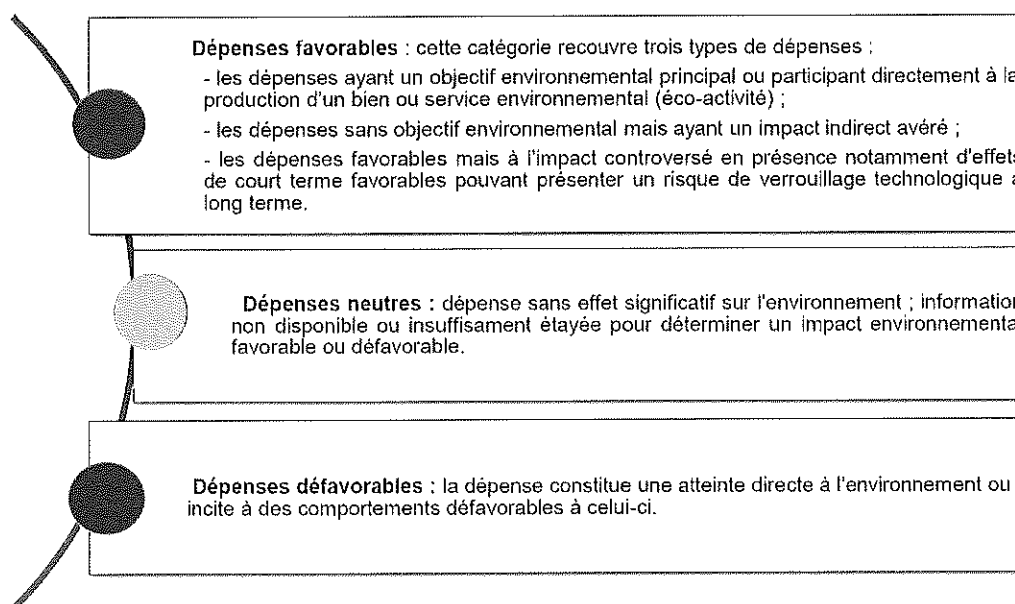 Dépenses favorables : cette catégorie recouvre trois types de dépenses :
- les dépenses ayant un objectif environnemental principal ou participant directement à la
production d'un bien ou service environnemental (éco-activité) ;
- les dépenses sans objectif environnemental mais ayant un impact indirect avéré ;
- les dépenses favorables mais à l'impact controversé en présence notamment d'effets
de court terme favorables pouvant présenter un risque de verrouillage technologique à
long terme.
Dépenses neutres : dépense sans effet significatif sur l'environnement ; information
non disponible ou insuffisament étayée pour déterminer un impact environnementa
favorable ou défavorable.
Dépenses défavorables : la dépense constitue une atteinte directe à l'environnement ou
incite à des comportements défavorables à celui-ci.